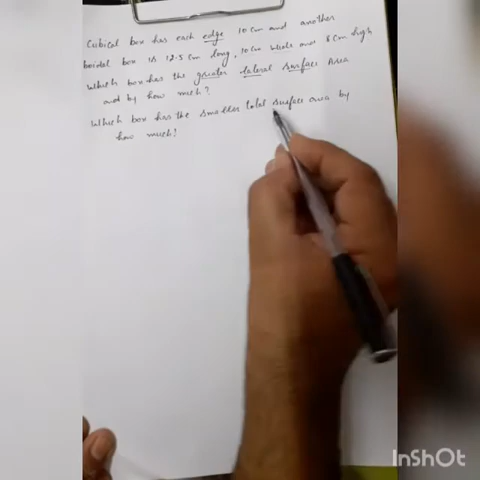 Cubical box has each edge 10 cm and another
boidal box is 12.5 cm long, 10 cm wide and 8 cm high
Which box has the greater lateral surface Area
and by how much?
Which box has the smaller total surface area by
how much!
InShOt